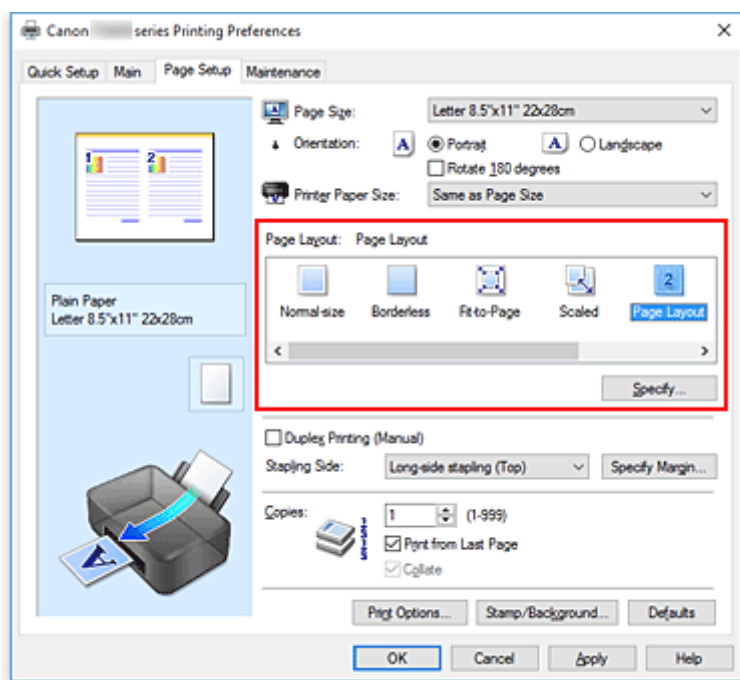 Canon series Printing Preferences
Quick Setup Main Page Setup Maintenance
1 2
Plain Paper
Letter 8.5"x11" 22x28cm
Page Size: Letter 8.5"x11" 22x28cm
Orientation: A Portrait A Landscape
Rotate 180 degrees
Printer Paper Size: Same as Page Size
Page Layout: Page Layout
2
Normal-size Borderless Fit-to-Page Scaled Page Layout
Specify...
Duplex Printing (Manual)
Stapling Side: Long-side stapling (Top) Specify Margin...
Copies: 1 (1-999)
Print from Last Page
Collate
A
Print Options... Stamp/Background... Defaults
OK Cancel Apply Help